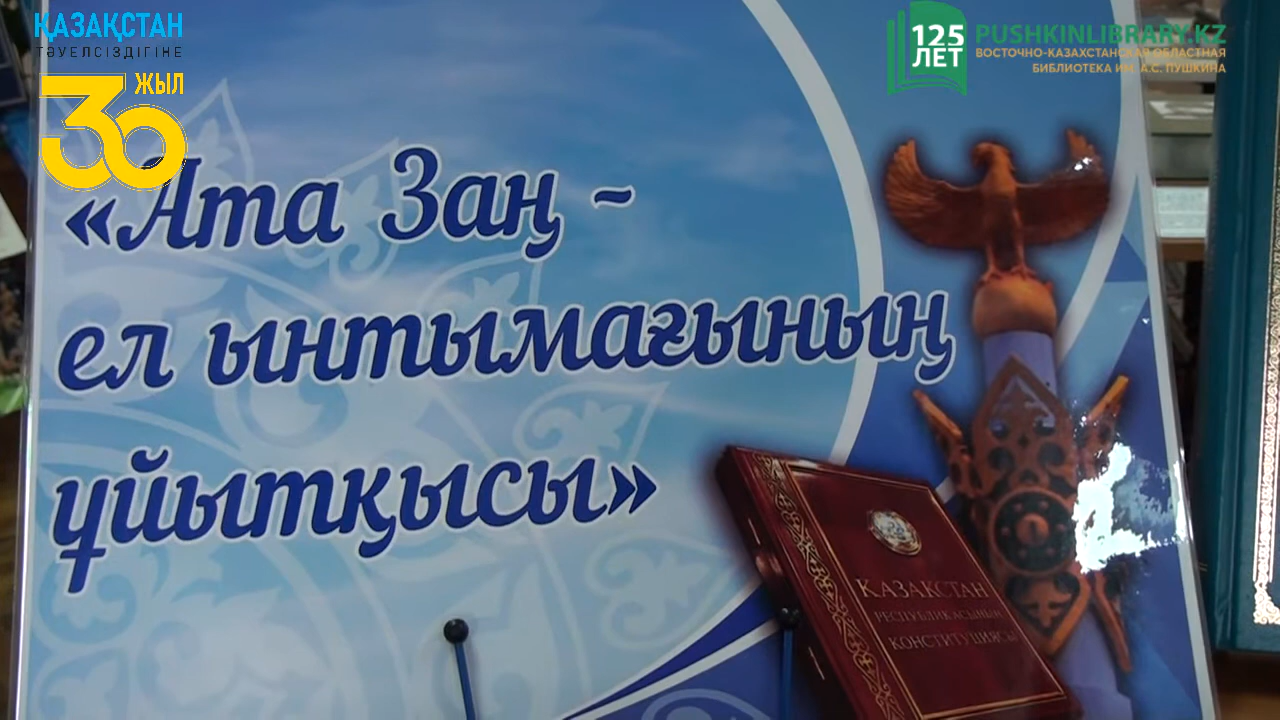 ҚАЗАҚСТАН
ТӘУЕЛСІЗДІГІНЕ
30 ЖЫЛ
125 ЛЕТ
PUSHKINLIBRARY.KZ
ВОСТОЧНО-КАЗАХСТАНСКАЯ ОБЛАСТНАЯ
БИБЛИОТЕКА ИМ. А.С. ПУШКИНА
«Ата Заң -
ел ынтымағының
ұйытқысы»
ҚАЗАҚСТАН
РЕСПУБЛИКАСЫНЫҢ
КОНСТИТУЦИЯСЫ